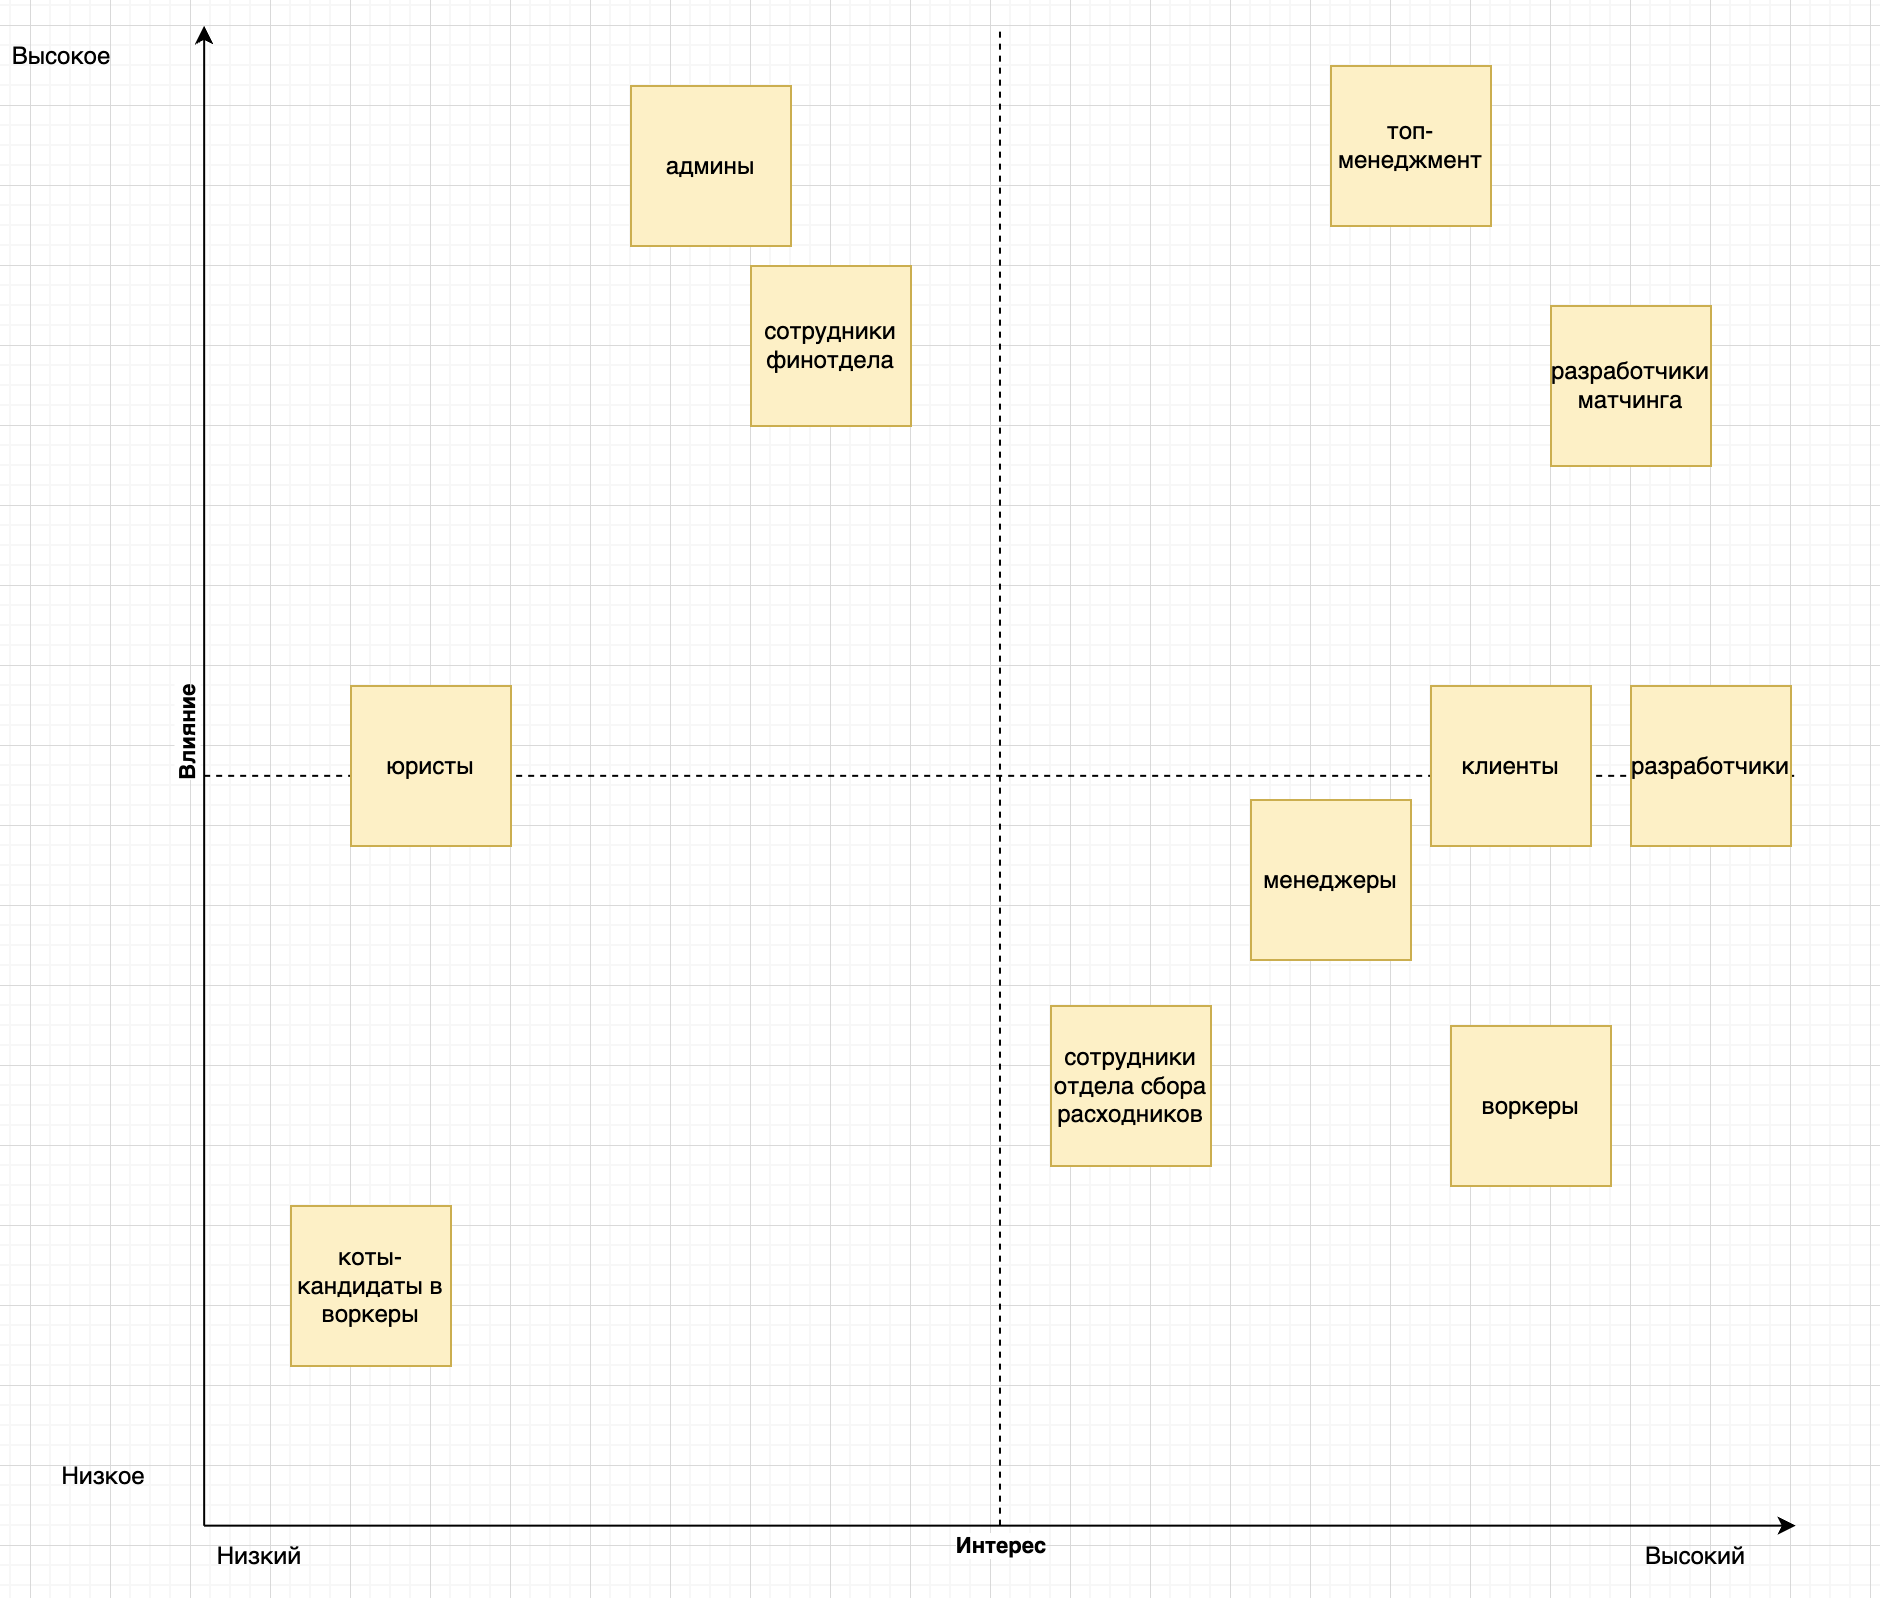 Высокое
админы
топ-
менеджмент
сотрудники
финотдела
разработчики
матчинга
Влияние
юристы
клиенты
разработчики
менеджеры
сотрудники
отдела сбора
расходников
воркеры
коты-
кандидаты в
воркеры
Низкое
Низкий
Интерес
Высокий